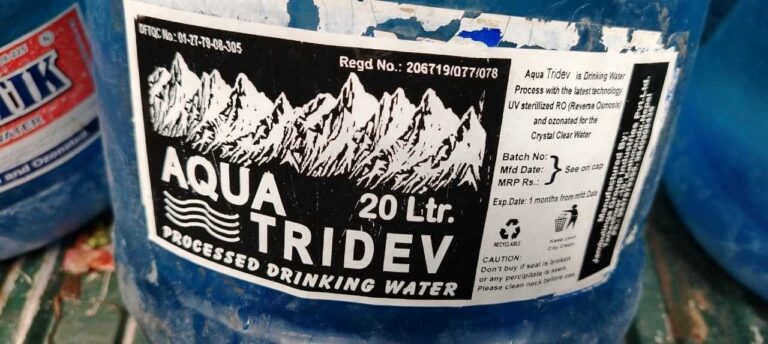 DFTQC No.: 01-27-79-08-305
Regd No.: 206719/077/078
AQUA
TRIDEV
20 Ltr.
PROCESSED DRINKING WATER
Aqua Tridev is Drinking Water
Process with the latest technology
UV sterilized RO (Reverse Osmosis)
and ozonated for the
Crystal Clear Water
Batch No:
Mfd Date:
MRP Rs.:
See on cap
Exp.Date: 1 months from mfd.Date
RECYCLABLE
Keep your
City Clean
CAUTION:
Don't buy if seal is broken
or any percipitate is seen.
Please clean neck before use.
Manufactured By:
WATER
and Ozonated